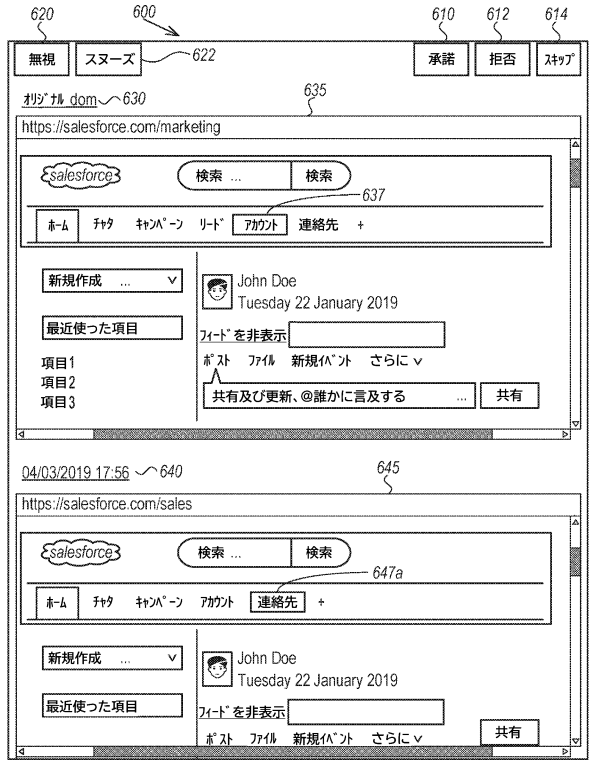 620 600 610 612 614
無視 スヌーズ 622 承諾 拒否 ｽｷｯﾌﾟ
ｵﾘｼﾞﾅﾙ dom 630 635
https://salesforce.com/marketing
salesforce 検索 ... 検索
637
ﾎｰﾑ ﾁｬﾀ ｷｬﾝﾍﾟｰﾝ ﾘｰﾄﾞ ｱｶｳﾝﾄ 連絡先 +
新規作成 ... John Doe
Tuesday 22 January 2019
最近使った項目 ﾌｨｰﾄﾞを非表示
項目1 ﾎﾟｽﾄ ﾌｧｲﾙ 新規ｲﾍﾞﾝﾄ さらに
項目2
項目3 共有及び更新、@誰かに言及する ... 共有
04/03/2019 17:56 640 645
https://salesforce.com/sales
salesforce 検索 ... 検索
647a
ﾎｰﾑ ﾁｬﾀ ｷｬﾝﾍﾟｰﾝ ｱｶｳﾝﾄ 連絡先 +
新規作成 ... John Doe
Tuesday 22 January 2019
最近使った項目 ﾌｨｰﾄﾞを非表示
ﾎﾟｽﾄ ﾌｧｲﾙ 新規ｲﾍﾞﾝﾄ さらに 共有